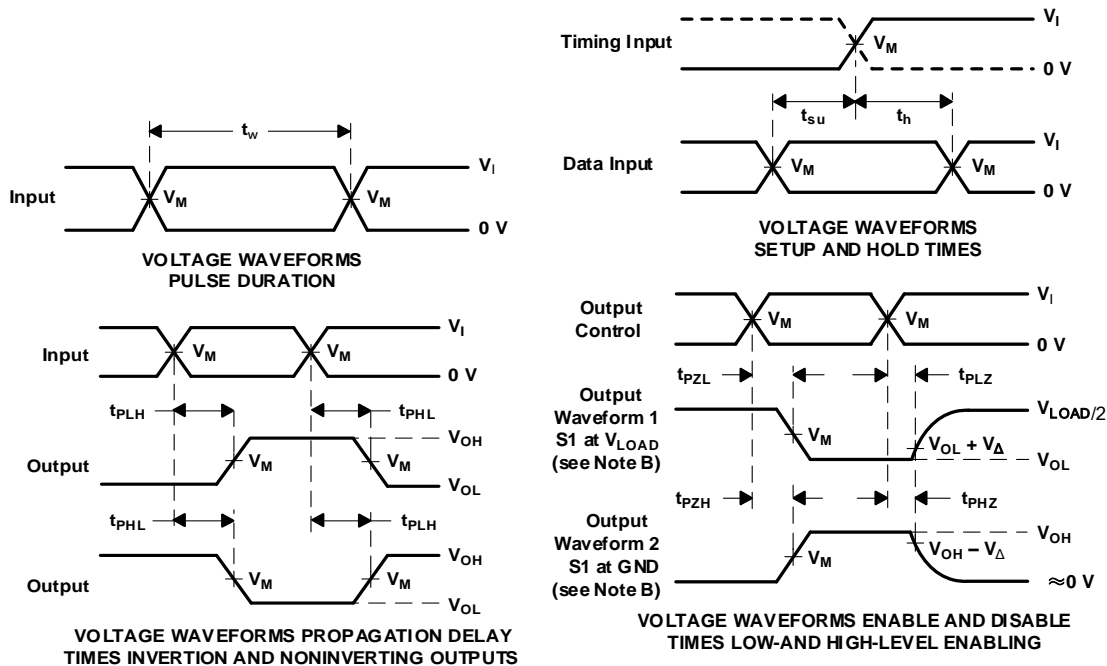 t_w
V_I
Input
V_M
V_M
0 V
VOLTAGE WAVEFORMS
PULSE DURATION
Timing Input
V_I
V_M
0 V
t_su
t_h
Data Input
V_I
V_M
V_M
0 V
VOLTAGE WAVEFORMS
SETUP AND HOLD TIMES
Input
V_I
V_M
V_M
0 V
t_PLH
t_PHL
Output
V_OH
V_M
V_M
V_OL
t_PHL
t_PLH
Output
V_OH
V_M
V_M
V_OL
VOLTAGE WAVEFORMS PROPAGATION DELAY
TIMES INVERTION AND NONINVERTING OUTPUTS
Output
Control
V_I
V_M
V_M
0 V
t_PZL
t_PLZ
Output
Waveform 1
S1 at V_LOAD
(see Note B)
V_LOAD/2
V_M
V_OL + V_Δ
V_OL
t_PZH
t_PHZ
Output
Waveform 2
S1 at GND
(see Note B)
V_OH
V_M
V_OH − V_Δ
≈0 V
VOLTAGE WAVEFORMS ENABLE AND DISABLE
TIMES LOW-AND HIGH-LEVEL ENABLING